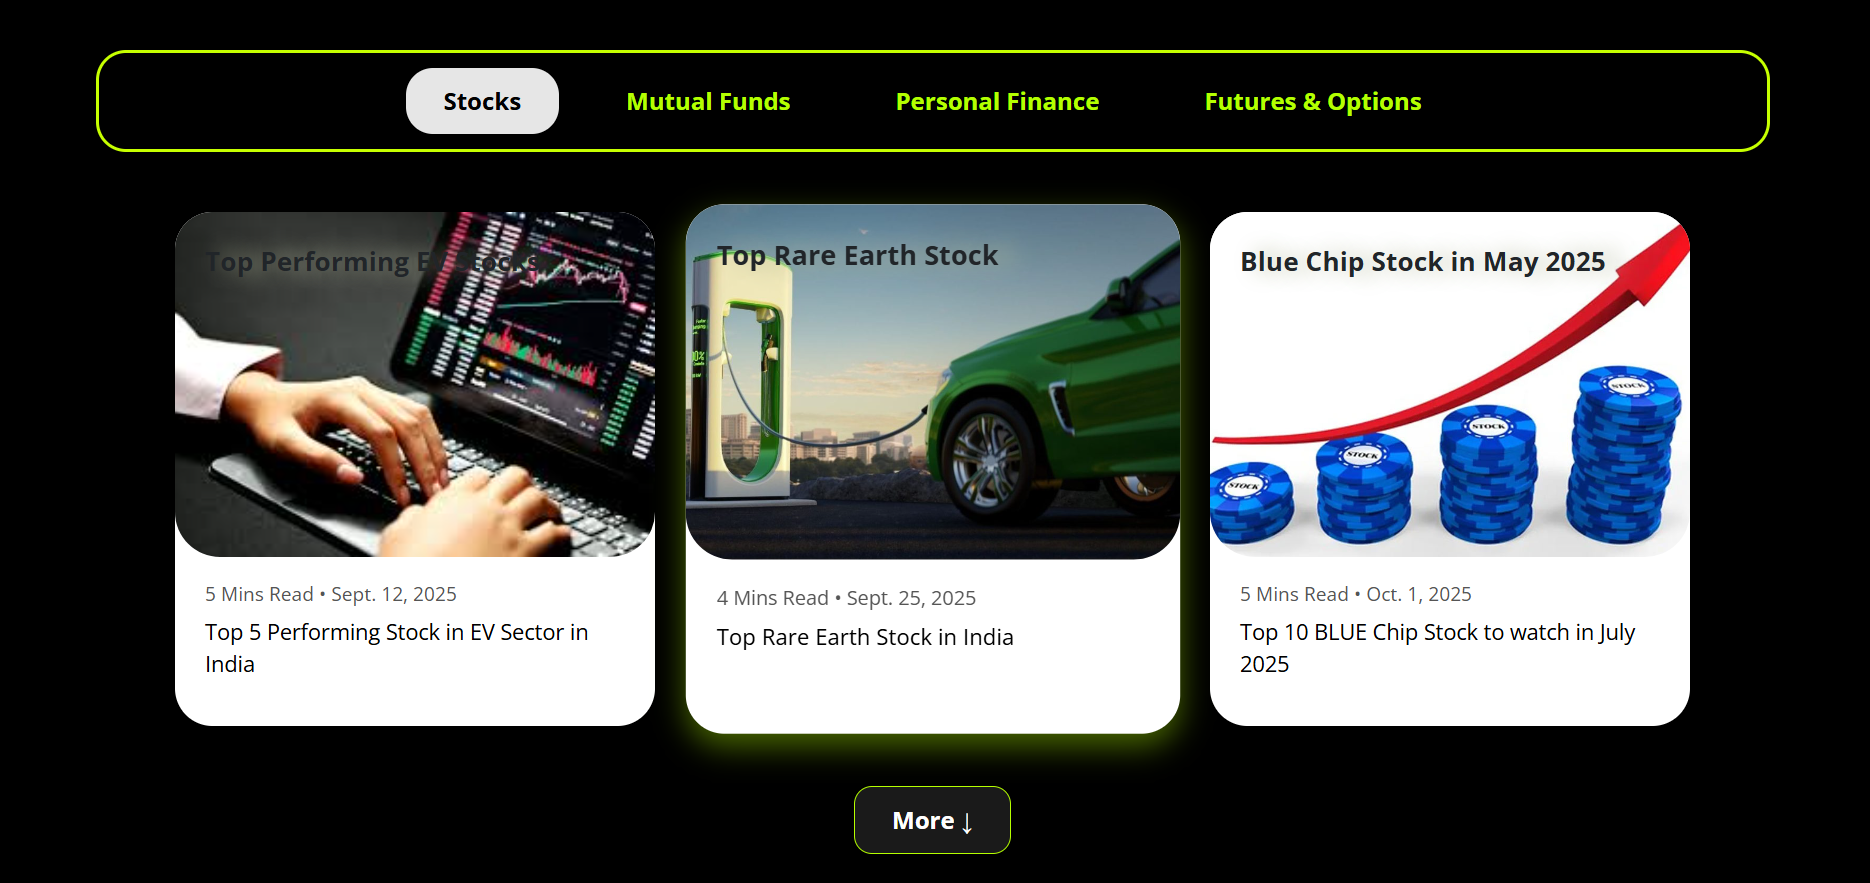 Stocks
Mutual Funds
Personal Finance
Futures & Options
Top Performing EV Stocks
Top Rare Earth Stock
Blue Chip Stock in May 2025
STOCK
STOCK
STOCK
STOCK
5 Mins Read • Sept. 12, 2025
Top 5 Performing Stock in EV Sector in
India
4 Mins Read • Sept. 25, 2025
Top Rare Earth Stock in India
5 Mins Read • Oct. 1, 2025
Top 10 BLUE Chip Stock to watch in July
2025
More ↓